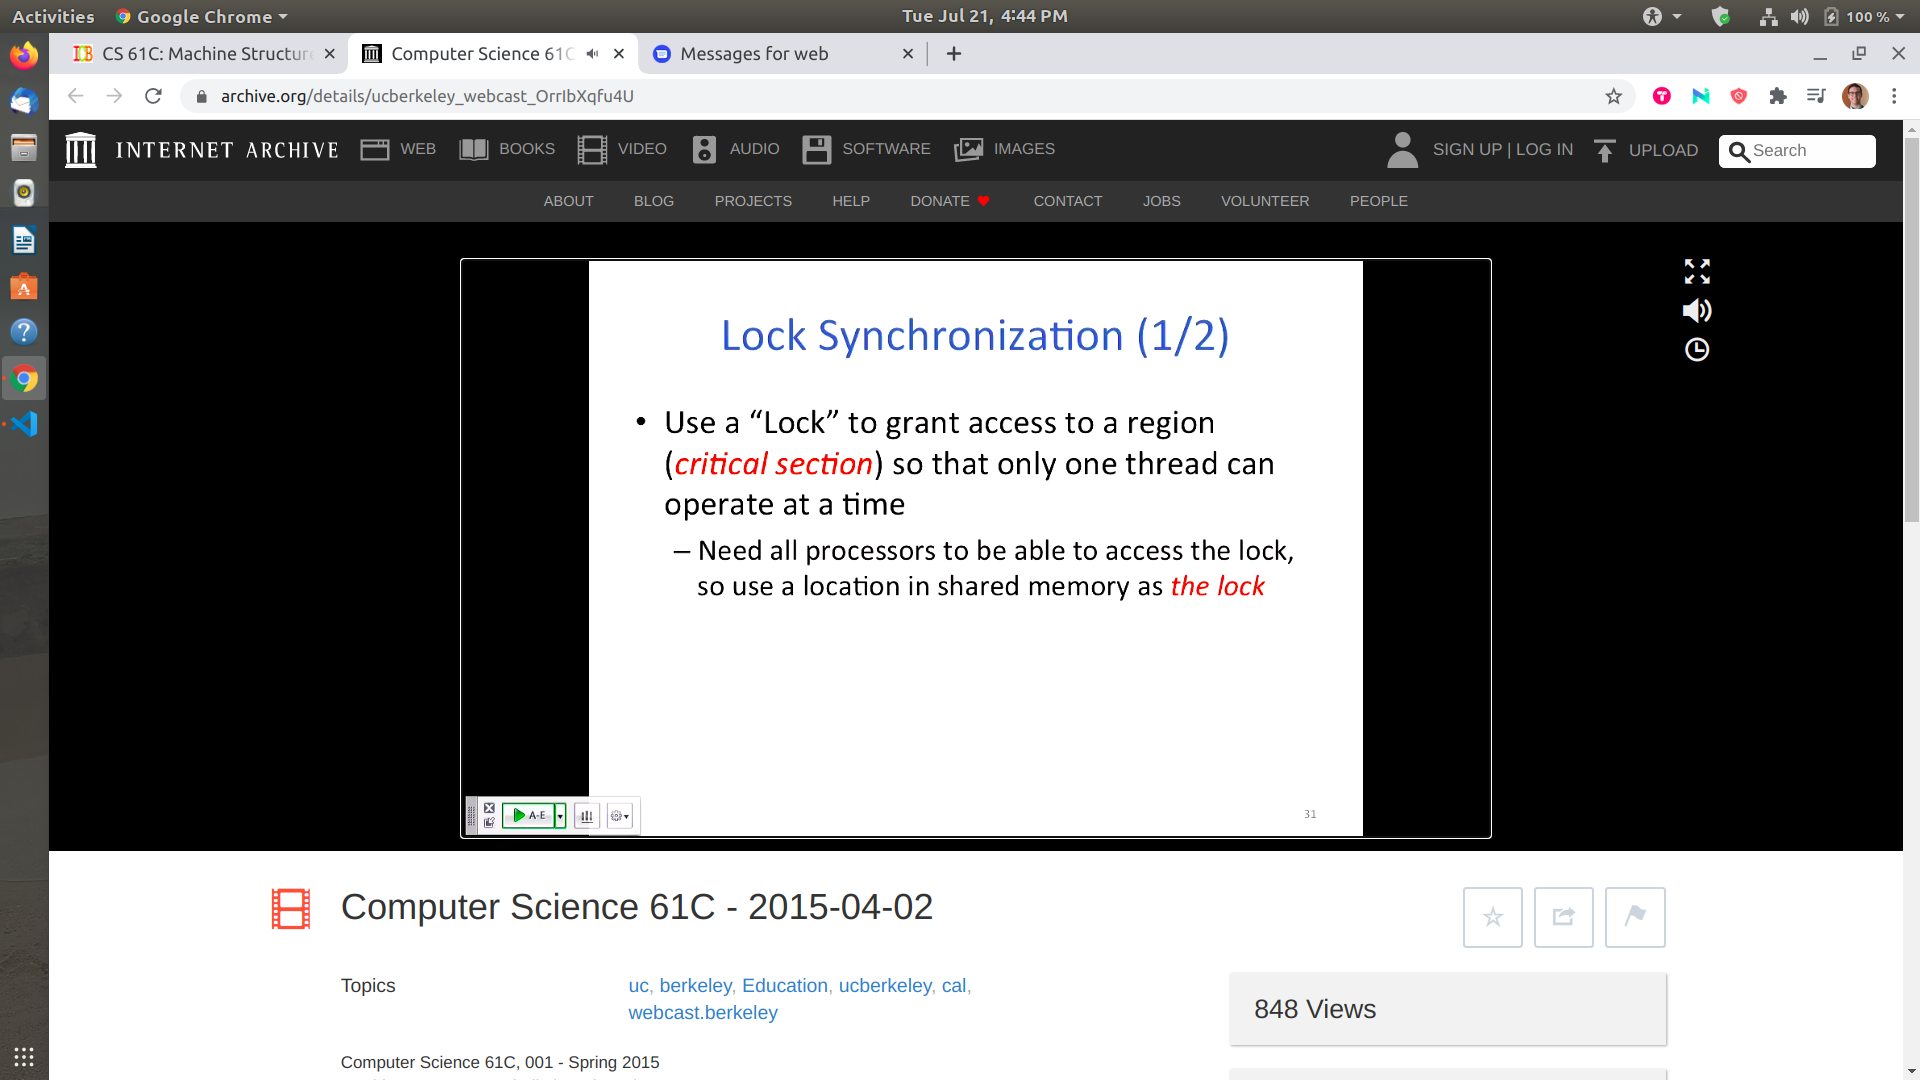 Activities
Google Chrome
Tue Jul 21, 4:44 PM
100 %
CS 61C: Machine Structure
Computer Science 61C
Messages for web
archive.org/details/ucberkeley_webcast_OrrIbXqfu4U
INTERNET ARCHIVE
WEB
BOOKS
VIDEO
AUDIO
SOFTWARE
IMAGES
SIGN UP | LOG IN
UPLOAD
Search
ABOUT
BLOG
PROJECTS
HELP
DONATE
CONTACT
JOBS
VOLUNTEER
PEOPLE
Lock Synchronization (1/2)
• Use a “Lock” to grant access to a region
(critical section) so that only one thread can
operate at a time
– Need all processors to be able to access the lock,
so use a location in shared memory as the lock
A-E
31
Computer Science 61C - 2015-04-02
Topics
uc, berkeley, Education, ucberkeley, cal,
webcast.berkeley
848 Views
Computer Science 61C, 001 - Spring 2015